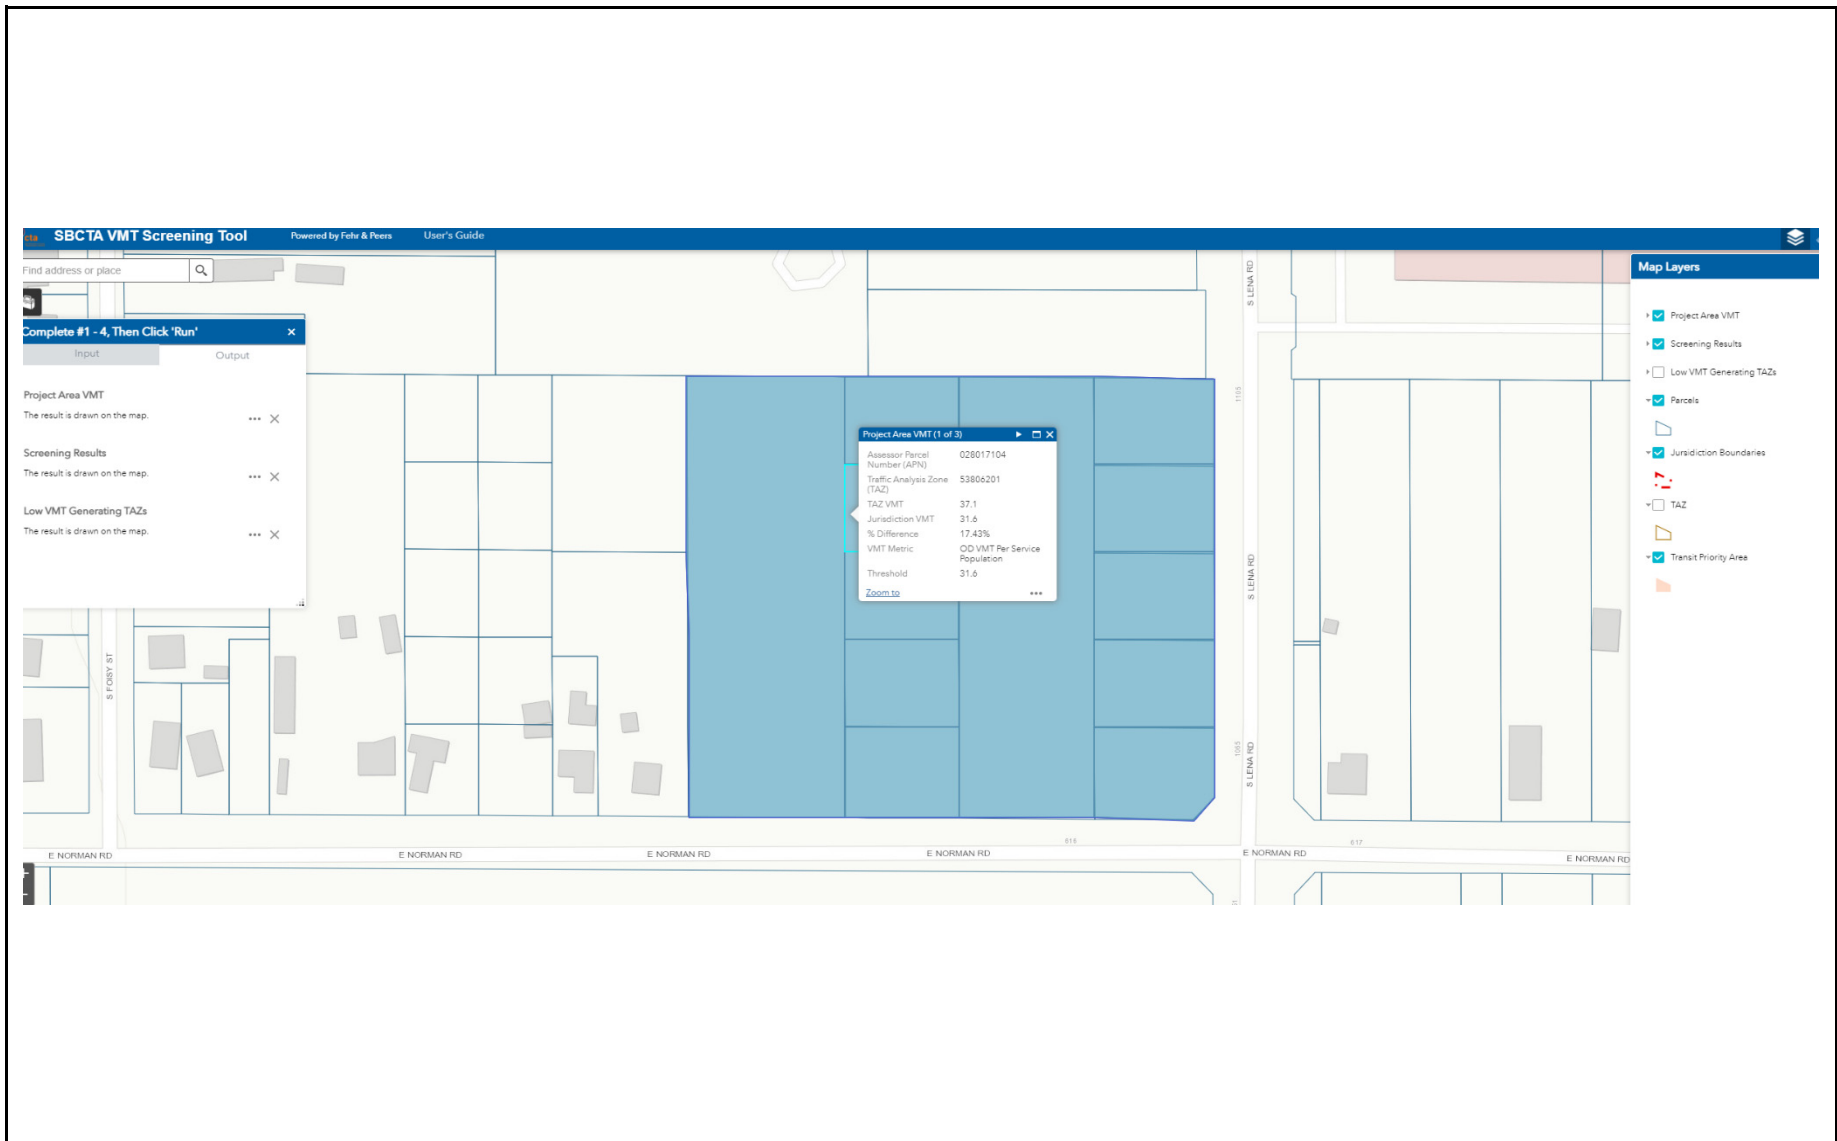 cta SBCTA VMT Screening Tool Powered by Fehr & Peers User's Guide
Find address or place
Complete #1 - 4, Then Click 'Run'
Input Output
Project Area VMT
The result is drawn on the map.
Screening Results
The result is drawn on the map.
Low VMT Generating TAZs
The result is drawn on the map.
Project Area VMT (1 of 3)
Assessor Parcel Number (APN) 028017104
Traffic Analysis Zone (TAZ) 53806201
TAZ VMT 37.1
Jurisdiction VMT 31.6
% Difference 17.43%
VMT Metric OD VMT Per Service Population
Threshold 31.6
Zoom to
Map Layers
Project Area VMT
Screening Results
Low VMT Generating TAZs
Parcels
Jursidiction Boundaries
TAZ
Transit Priority Area
S LENA RD
1105
S LENA RD
1095
S LENA RD
S FOISY ST
616
617
E NORMAN RD
E NORMAN RD
E NORMAN RD
E NORMAN RD
E NORMAN RD
E NORMAN RD